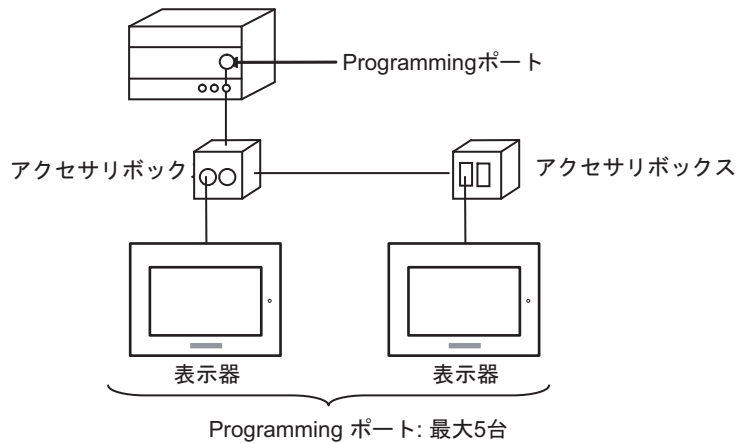 Programmingポート
アクセサリボック
アクセサリボックス
表示器
表示器
Programming ポート: 最大5台